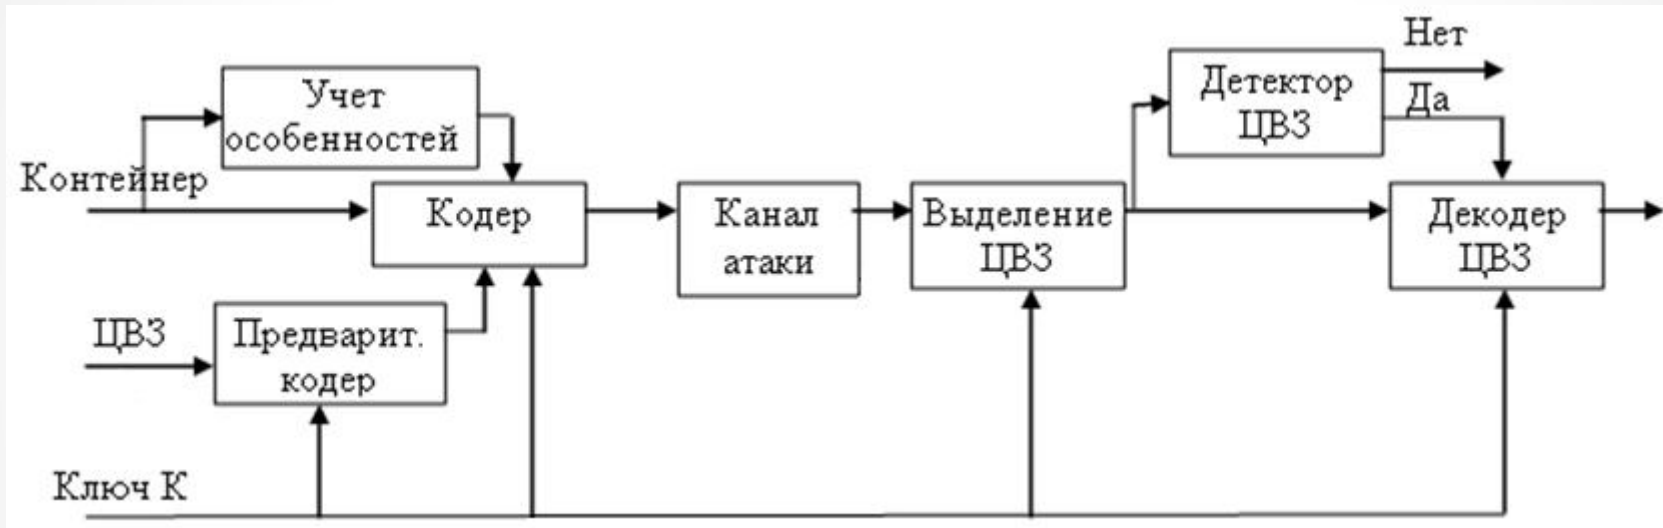 Нет
Учет
особенностей
Детектор
ЦВЗ
Да
Контейнер
Кодер
Канал
атаки
Выделение
ЦВЗ
Декодер
ЦВЗ
ЦВЗ
Предварит.
кодер
Ключ К